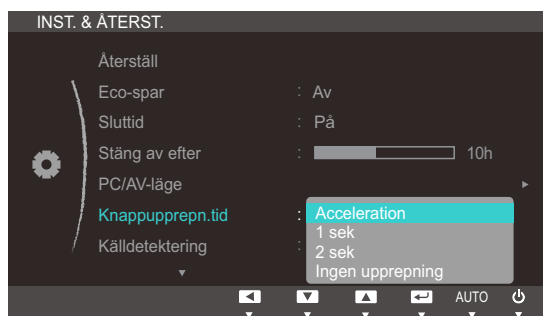 INST. & ÅTERST.
Återställ
Eco-spar : Av
Sluttid : På
Stäng av efter : 10h
PC/AV-läge
Knappupprepn.tid : Acceleration
1 sek
Källdetektering : 2 sek
Ingen upprepning
AUTO